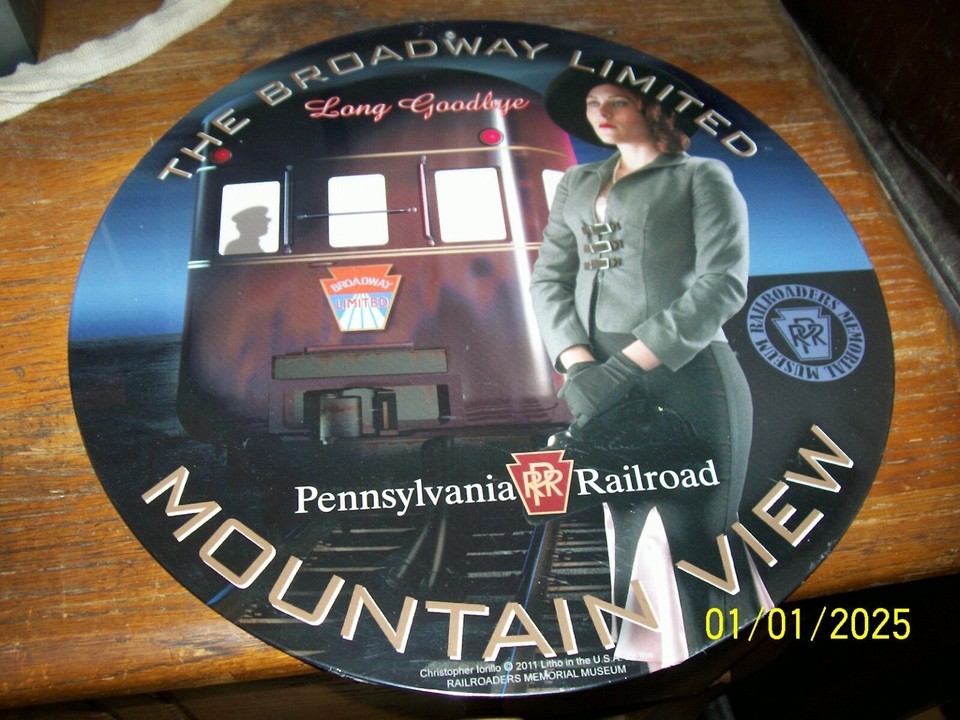 THE BROADWAY LIMITED
Long Goodbye
BROADWAY
LIMITED
RAILROADERS MEMORIAL MUSEUM
PRR
Pennsylvania PRR Railroad
MOUNTAIN VIEW
Christopher Iorillo © 2011 Litho in the U.S.A.
RAILROADERS MEMORIAL MUSEUM
01/01/2025